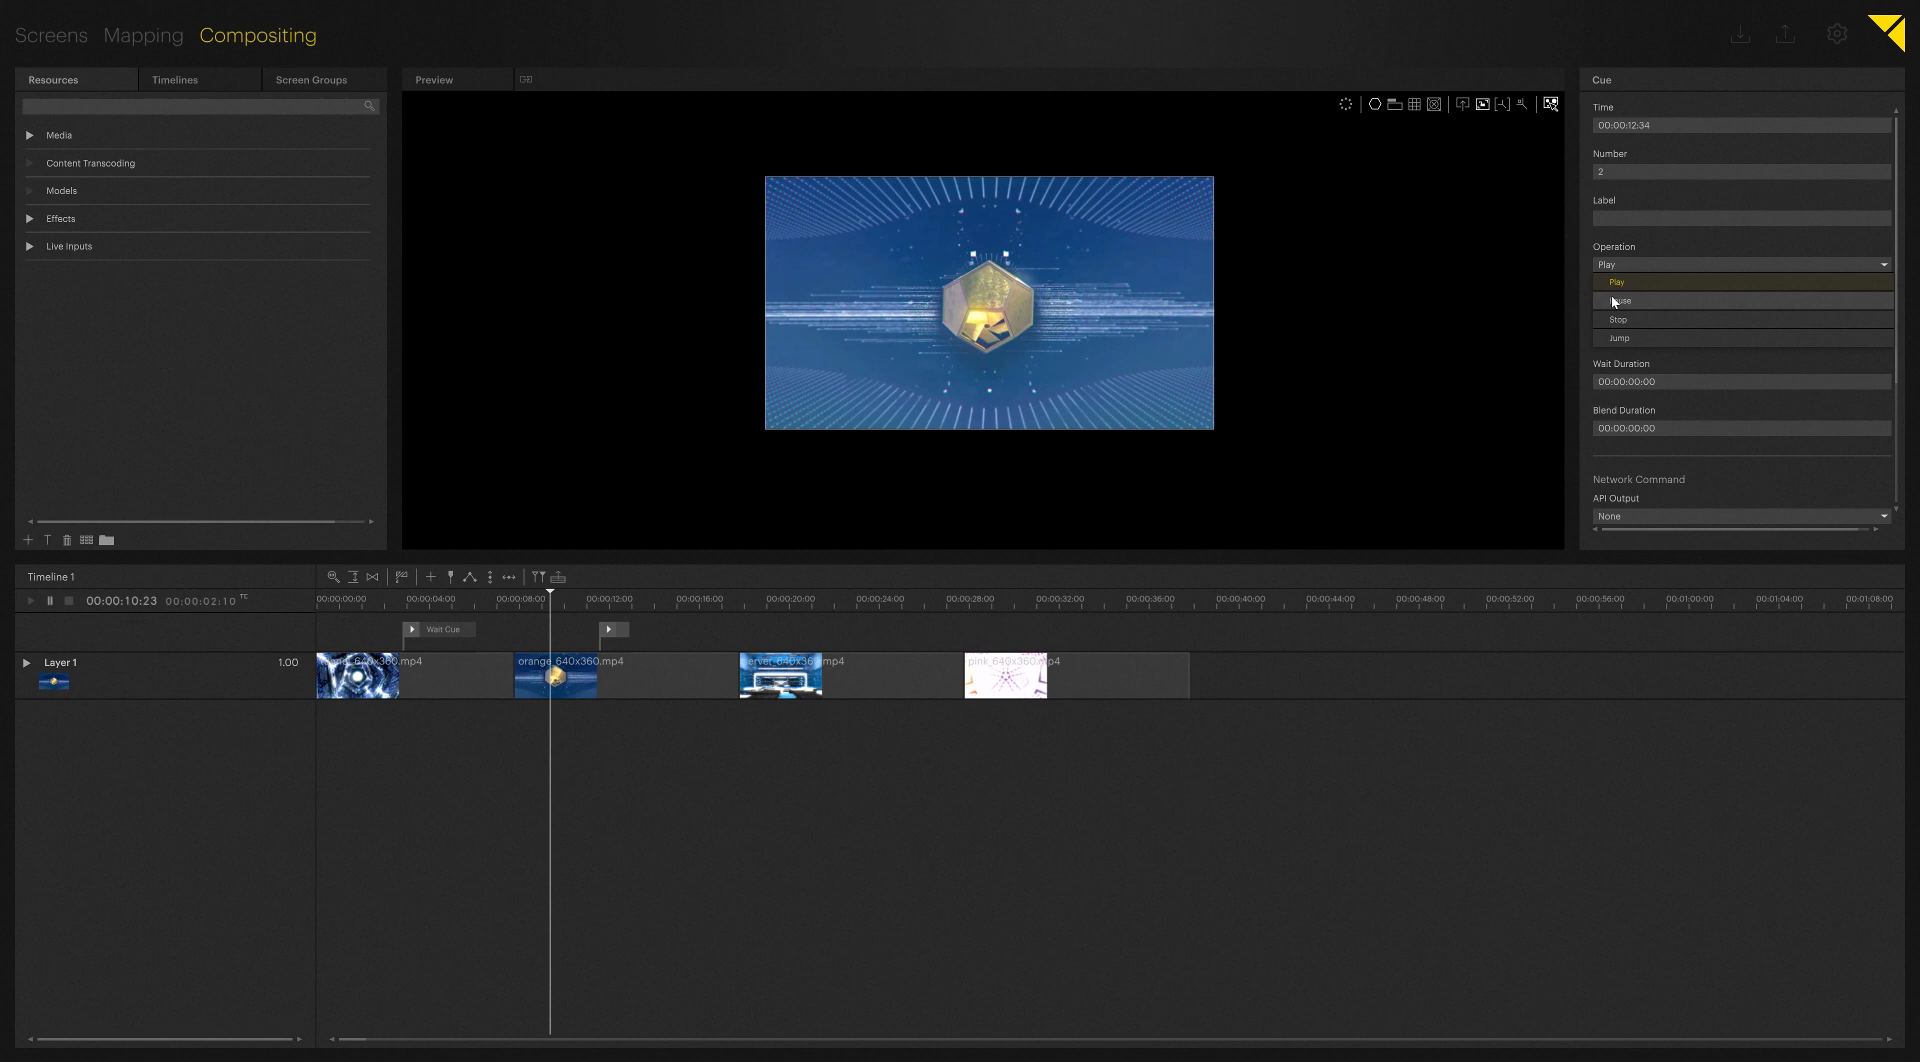 Screens Mapping Compositing
Resources Timelines Screen Groups
Media
Content Transcoding
Models
Effects
Live Inputs
Preview
Cue
Time
00:00:12:34
Number
2
Label
Operation
Play
Play
Stop
Jump
Wait Duration
00:00:00:00
Blend Duration
00:00:00:00
Network Command
API Output
None
Timeline 1
00:00:10:23 00:00:02:10 TC
00:00:00:00 00:00:04:00 00:00:08:00 00:00:12:00 00:00:16:00 00:00:20:00 00:00:24:00 00:00:28:00 00:00:32:00 00:00:36:00 00:00:40:00 00:00:44:00 00:00:48:00 00:00:52:00 00:00:56:00 00:01:00:00 00:01:04:00 00:01:08:00
Wait Cue
Layer 1 1.00
orange_640x360.mp4
pink_640x360.mp4